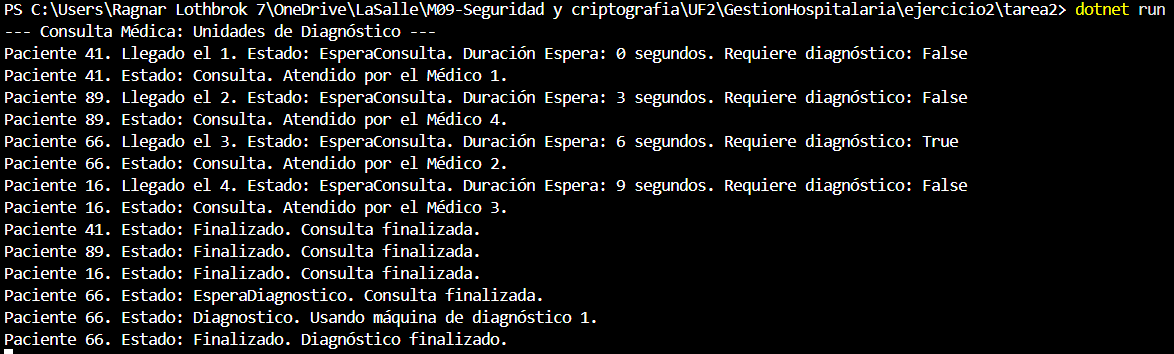 PS C:\Users\Ragnar Lothbrok 7\OneDrive\LaSalle\M09-Seguridad y criptografia\UF2\GestionHospitalaria\ejercicio2\tarea2> dotnet run
--- Consulta Médica: Unidades de Diagnóstico ---
Paciente 41. Llegado el 1. Estado: EsperaConsulta. Duración Espera: 0 segundos. Requiere diagnóstico: False
Paciente 41. Estado: Consulta. Atendido por el Médico 1.
Paciente 89. Llegado el 2. Estado: EsperaConsulta. Duración Espera: 3 segundos. Requiere diagnóstico: False
Paciente 89. Estado: Consulta. Atendido por el Médico 4.
Paciente 66. Llegado el 3. Estado: EsperaConsulta. Duración Espera: 6 segundos. Requiere diagnóstico: True
Paciente 66. Estado: Consulta. Atendido por el Médico 2.
Paciente 16. Llegado el 4. Estado: EsperaConsulta. Duración Espera: 9 segundos. Requiere diagnóstico: False
Paciente 16. Estado: Consulta. Atendido por el Médico 3.
Paciente 41. Estado: Finalizado. Consulta finalizada.
Paciente 89. Estado: Finalizado. Consulta finalizada.
Paciente 16. Estado: Finalizado. Consulta finalizada.
Paciente 66. Estado: EsperaDiagnostico. Consulta finalizada.
Paciente 66. Estado: Diagnostico. Usando máquina de diagnóstico 1.
Paciente 66. Estado: Finalizado. Diagnóstico finalizado.